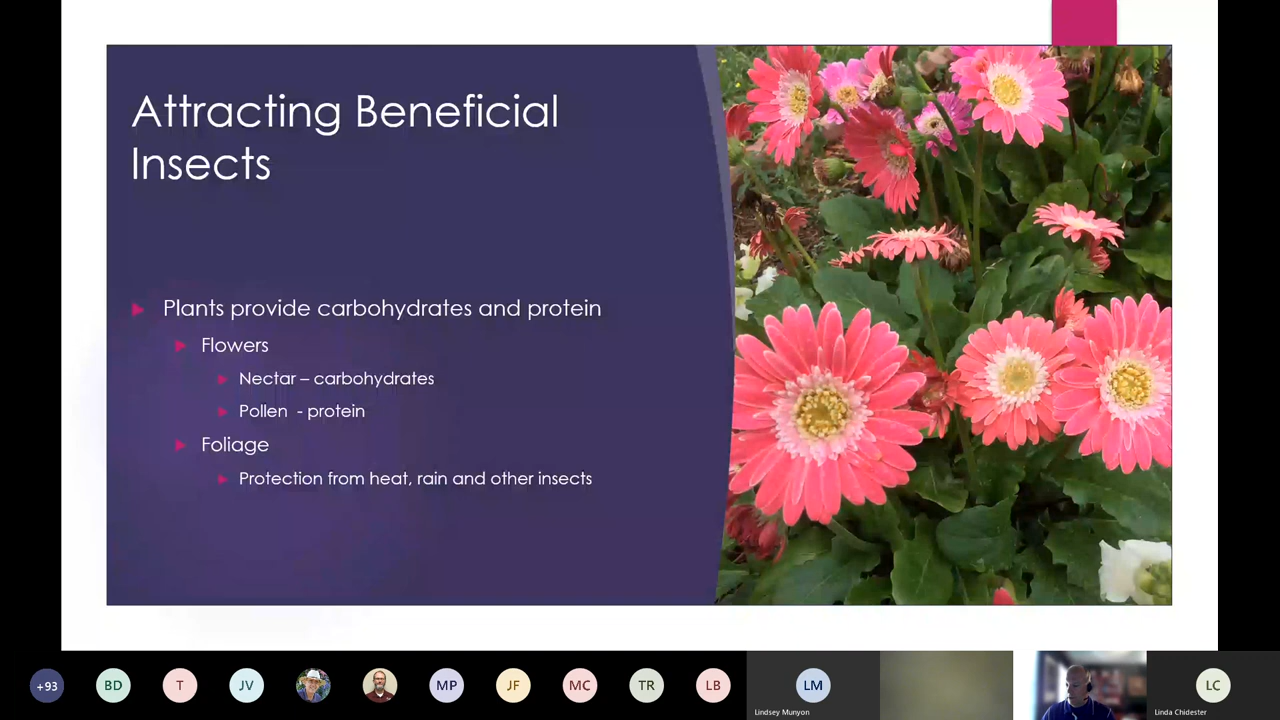 Attracting Beneficial
Insects
Plants provide carbohydrates and protein
Flowers
Nectar – carbohydrates
Pollen  - protein
Foliage
Protection from heat, rain and other insects
+93
BD
T
JV
MP
JF
MC
TR
LB
LM
LC
Lindsey Munyon
Linda Chidester